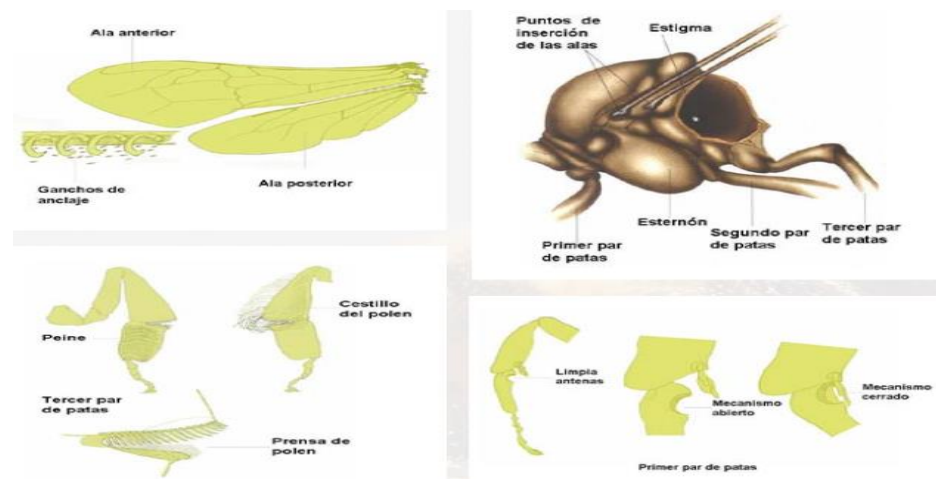 Ala anterior
Ganchos de
anclaje
Ala posterior
Puntos de
inserción
de las alas
Estigma
Esternón
Primer par
de patas
Segundo par
de patas
Tercer par
de patas
Peine
Cestillo
del polen
Tercer par
de patas
Prensa de
polen
Limpia
antenas
Mecanismo
abierto
Mecanismo
cerrado
Primer par de patas